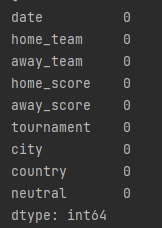 date 0
home_team 0
away_team 0
home_score 0
away_score 0
tournament 0
city 0
country 0
neutral 0
dtype: int64